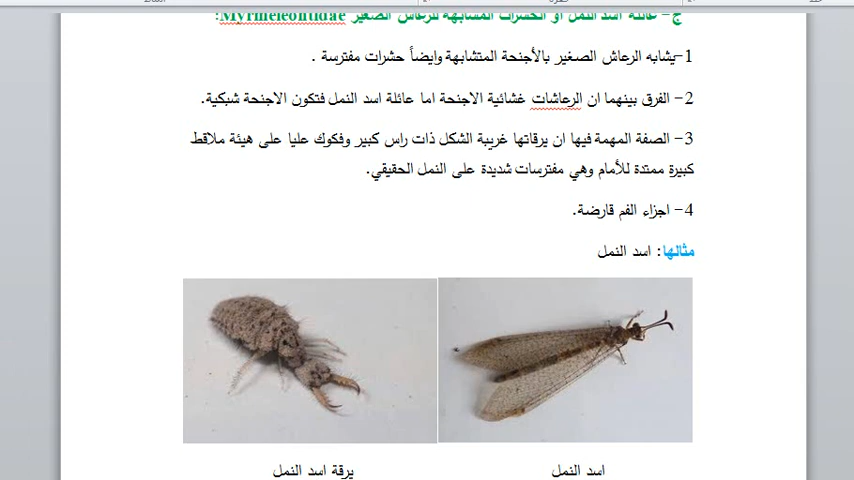 ج- عائلة اسد النمل او الحشرات المشابهة للرعاش الصغير Myrmeleontidae:
1-يشابه الرعاش الصغير بالأجنحة المتشابهة وايضاً حشرات مفترسة .
2- الفرق بينهما ان الرعاشات غشائية الاجنحة اما عائلة اسد النمل فتكون الاجنحة شبكية.
3- الصفة المهمة فيها ان يرقاتها غريبة الشكل ذات راس كبير وفكوك عليا على هيئة ملاقط
كبيرة ممتدة للأمام وهي مفترسات شديدة على النمل الحقيقي.
4- اجزاء الفم قارضة.
مثالها: اسد النمل
اسد النمل
يرقة اسد النمل